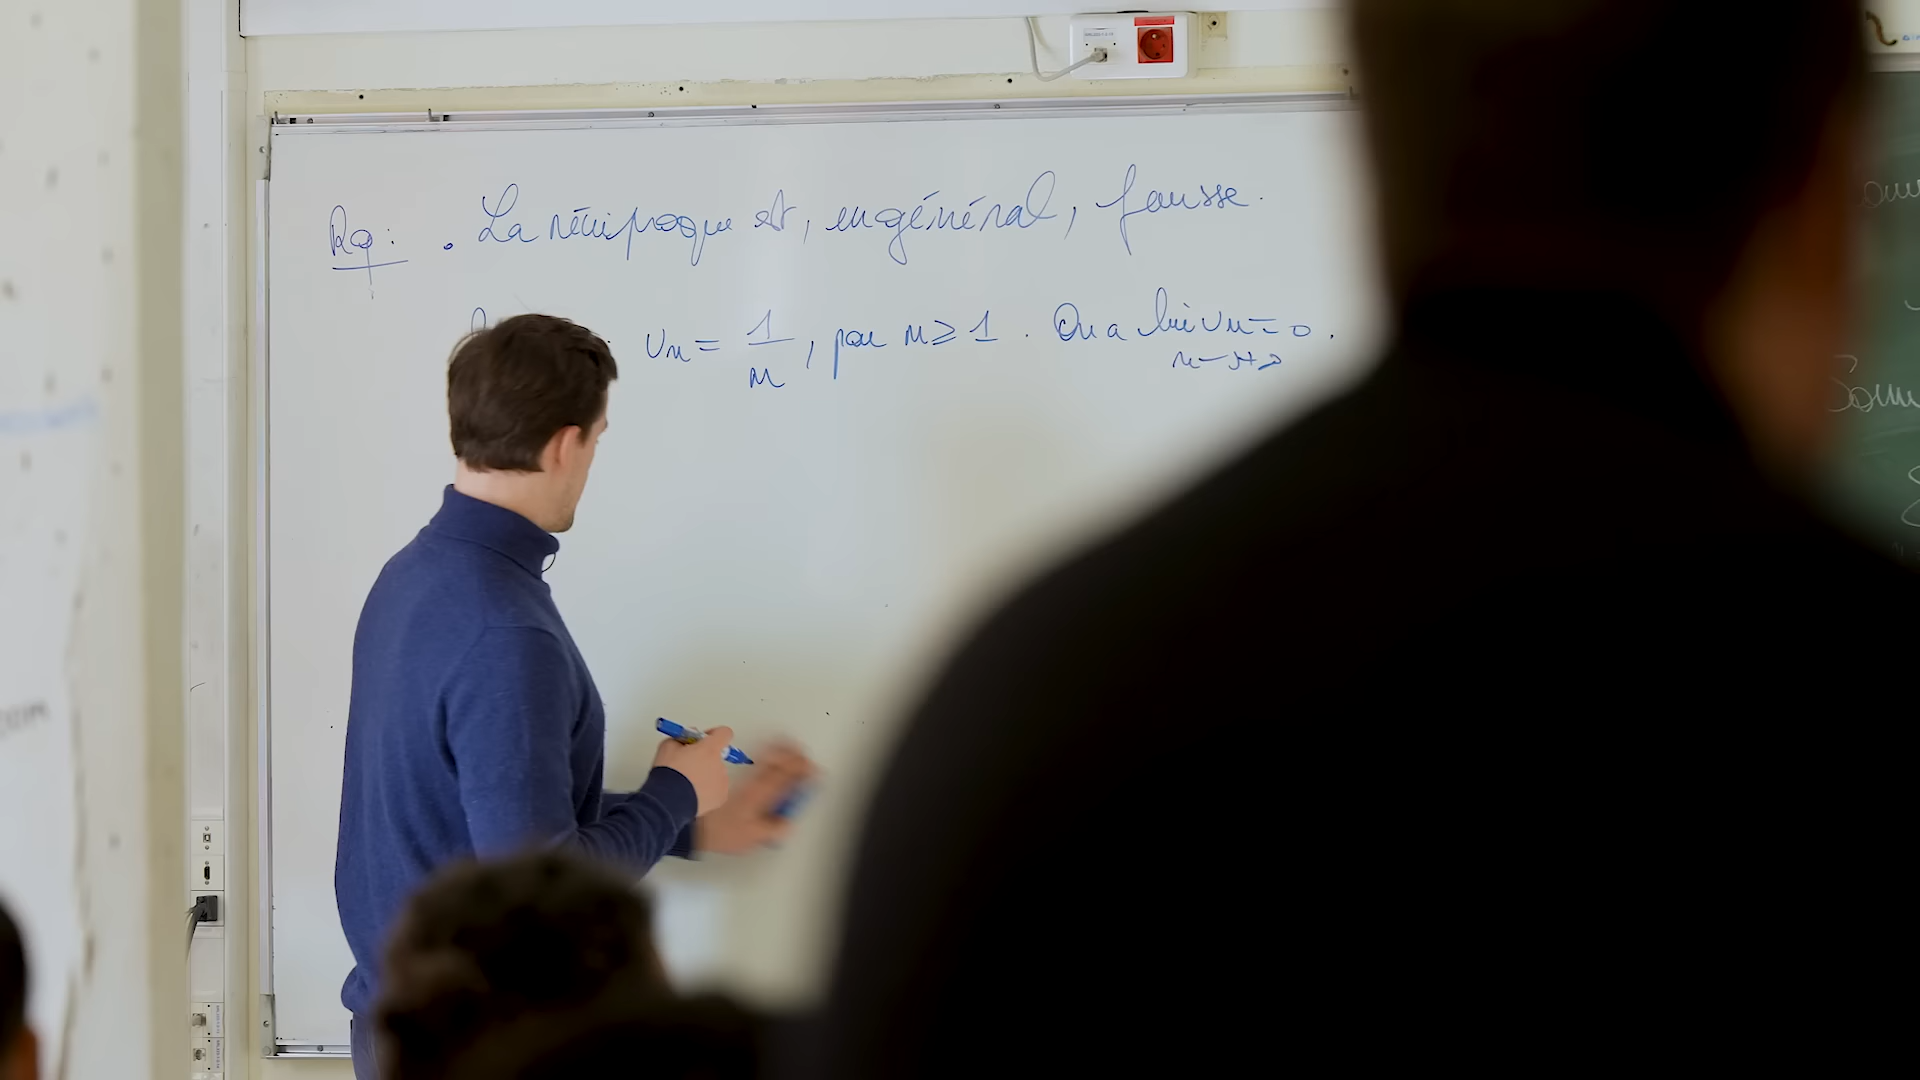 Rq: . La réciproque est, en général, fausse.
Un = 1/n, pour n ≥ 1. On a lim Un = 0.
n→+∞